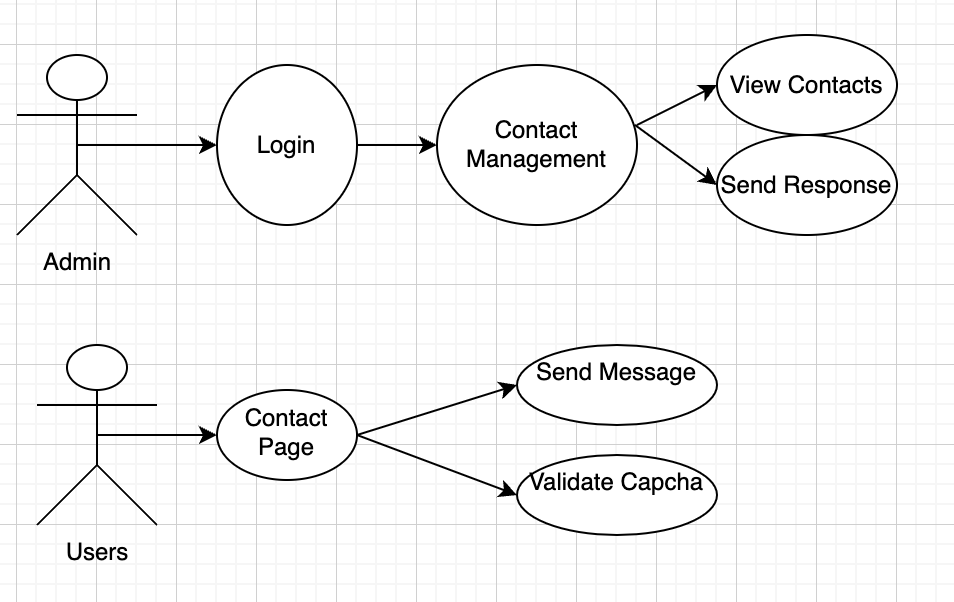 Admin
Login
Contact
Management
View Contacts
Send Response
Users
Contact
Page
Send Message
Validate Capcha